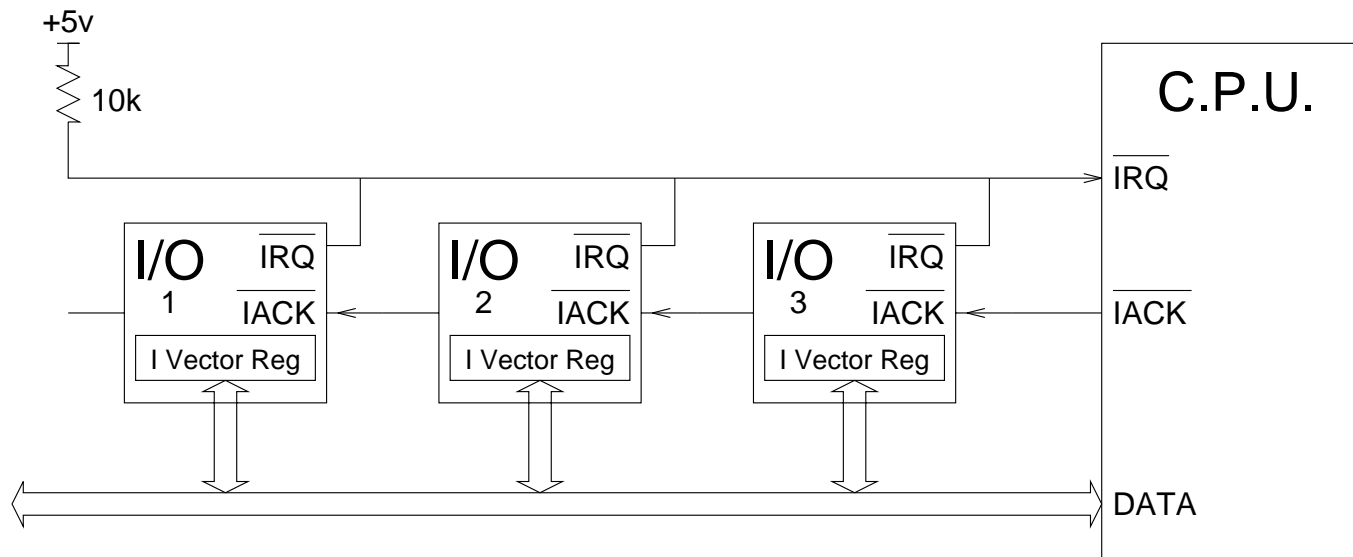 +5v
10k
C.P.U.
IRQ
I/O
1
IRQ
IACK
I Vector Reg
I/O
2
IRQ
IACK
I Vector Reg
I/O
3
IRQ
IACK
I Vector Reg
IACK
DATA